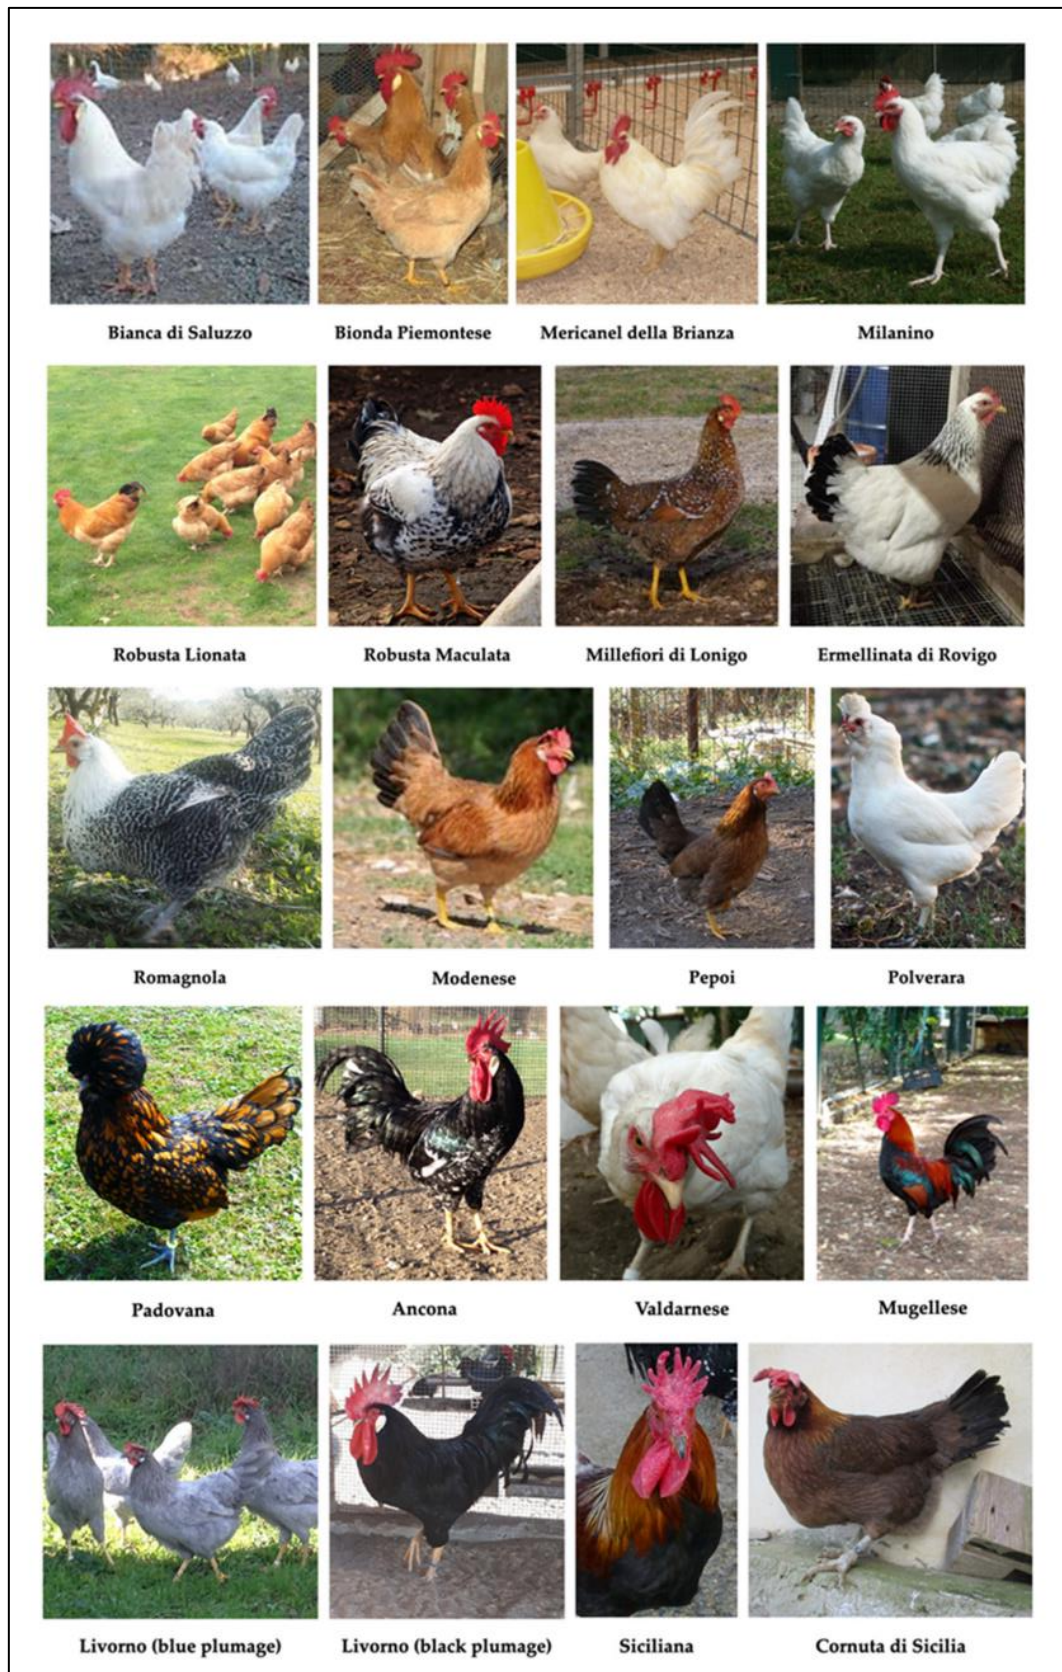 Bianca di Saluzzo
Bionda Piemontese
Mericanel della Brianza
Milanino
Robusta Lionata
Robusta Maculata
Millefiori di Lonigo
Ermellinata di Rovigo
Romagnola
Modenese
Pepoi
Polverara
Padovana
Ancona
Valdarnese
Mugellese
Livorno (blue plumage)
Livorno (black plumage)
Siciliana
Cornuta di Sicilia